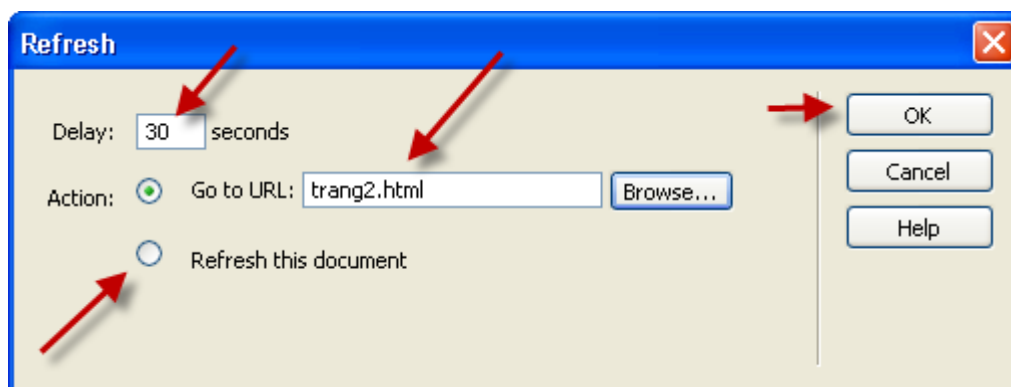 Refresh
Delay: 30 seconds
OK
Action: Go to URL: trang2.html Browse...
Cancel
Refresh this document
Help